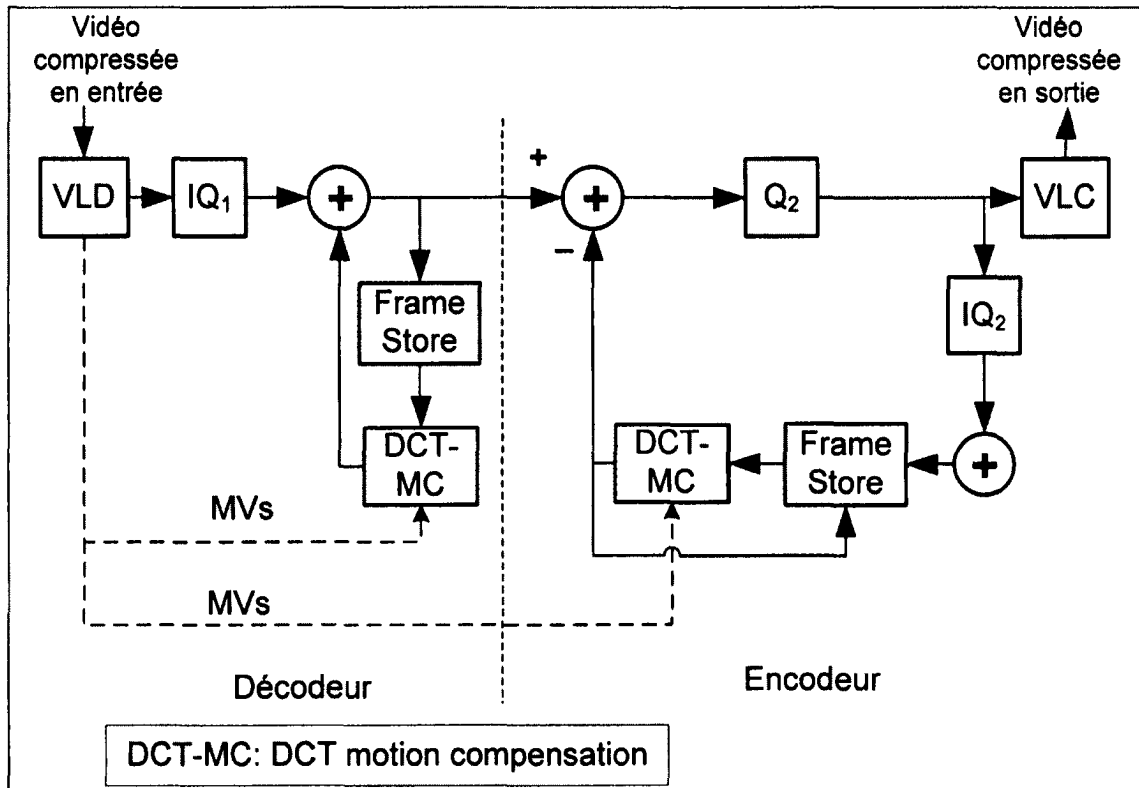 Vidéo
compressée
en entrée
Vidéo
compressée
en sortie
VLD
IQ₁
+
+
+
−
Q₂
VLC
Frame
Store
IQ₂
DCT-
MC
DCT-
MC
Frame
Store
+
MVs
MVs
Décodeur
Encodeur
DCT-MC: DCT motion compensation